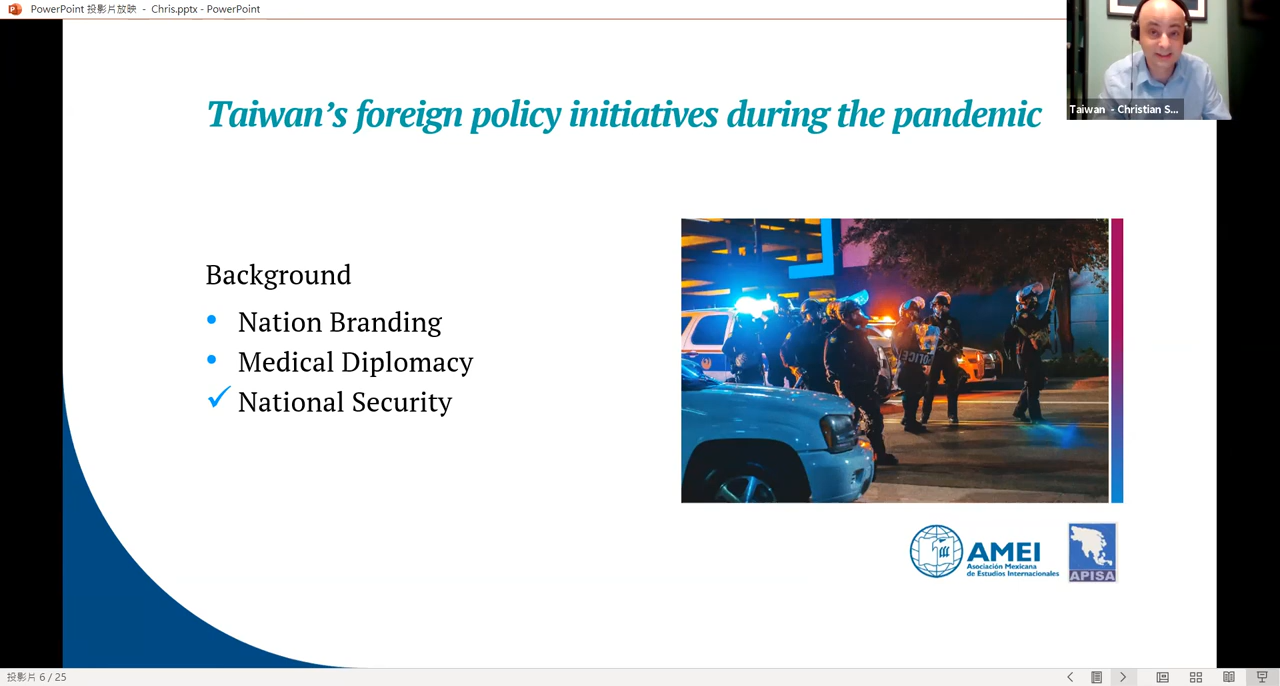 PowerPoint 投影片放映 - Chris.pptx - PowerPoint
Taiwan - Christian S...
Taiwan's foreign policy initiatives during the pandemic
Background
• Nation Branding
• Medical Diplomacy
✓ National Security
POLICE
AMEI
Asociación Mexicana
de Estudios Internacionales
APISA
投影片 6 / 25